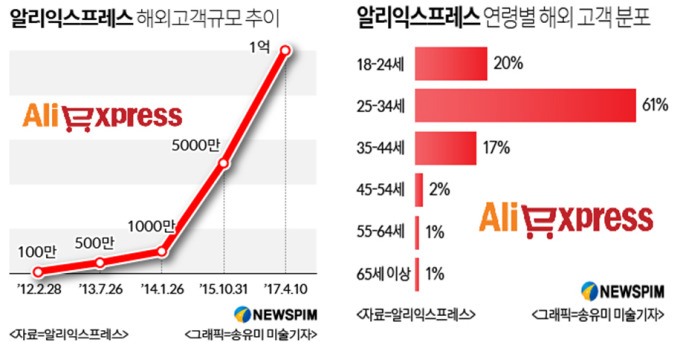 알리익스프레스 해외고객규모 추이
1억
AliExpress
5000만
1000만
500만
100만
'12.2.28 '13.7.26 '14.1.26 '15.10.31 '17.4.10
NEWSPIM
<자료=알리익스프레스> <그래픽=송유미 미술기자>
알리익스프레스 연령별 해외 고객 분포
18-24세 20%
25-34세 61%
35-44세 17%
45-54세 2%
AliExpress
55-64세 1%
65세이상 1%
NEWSPIM
<자료=알리익스프레스> <그래픽=송유미 미술기자>